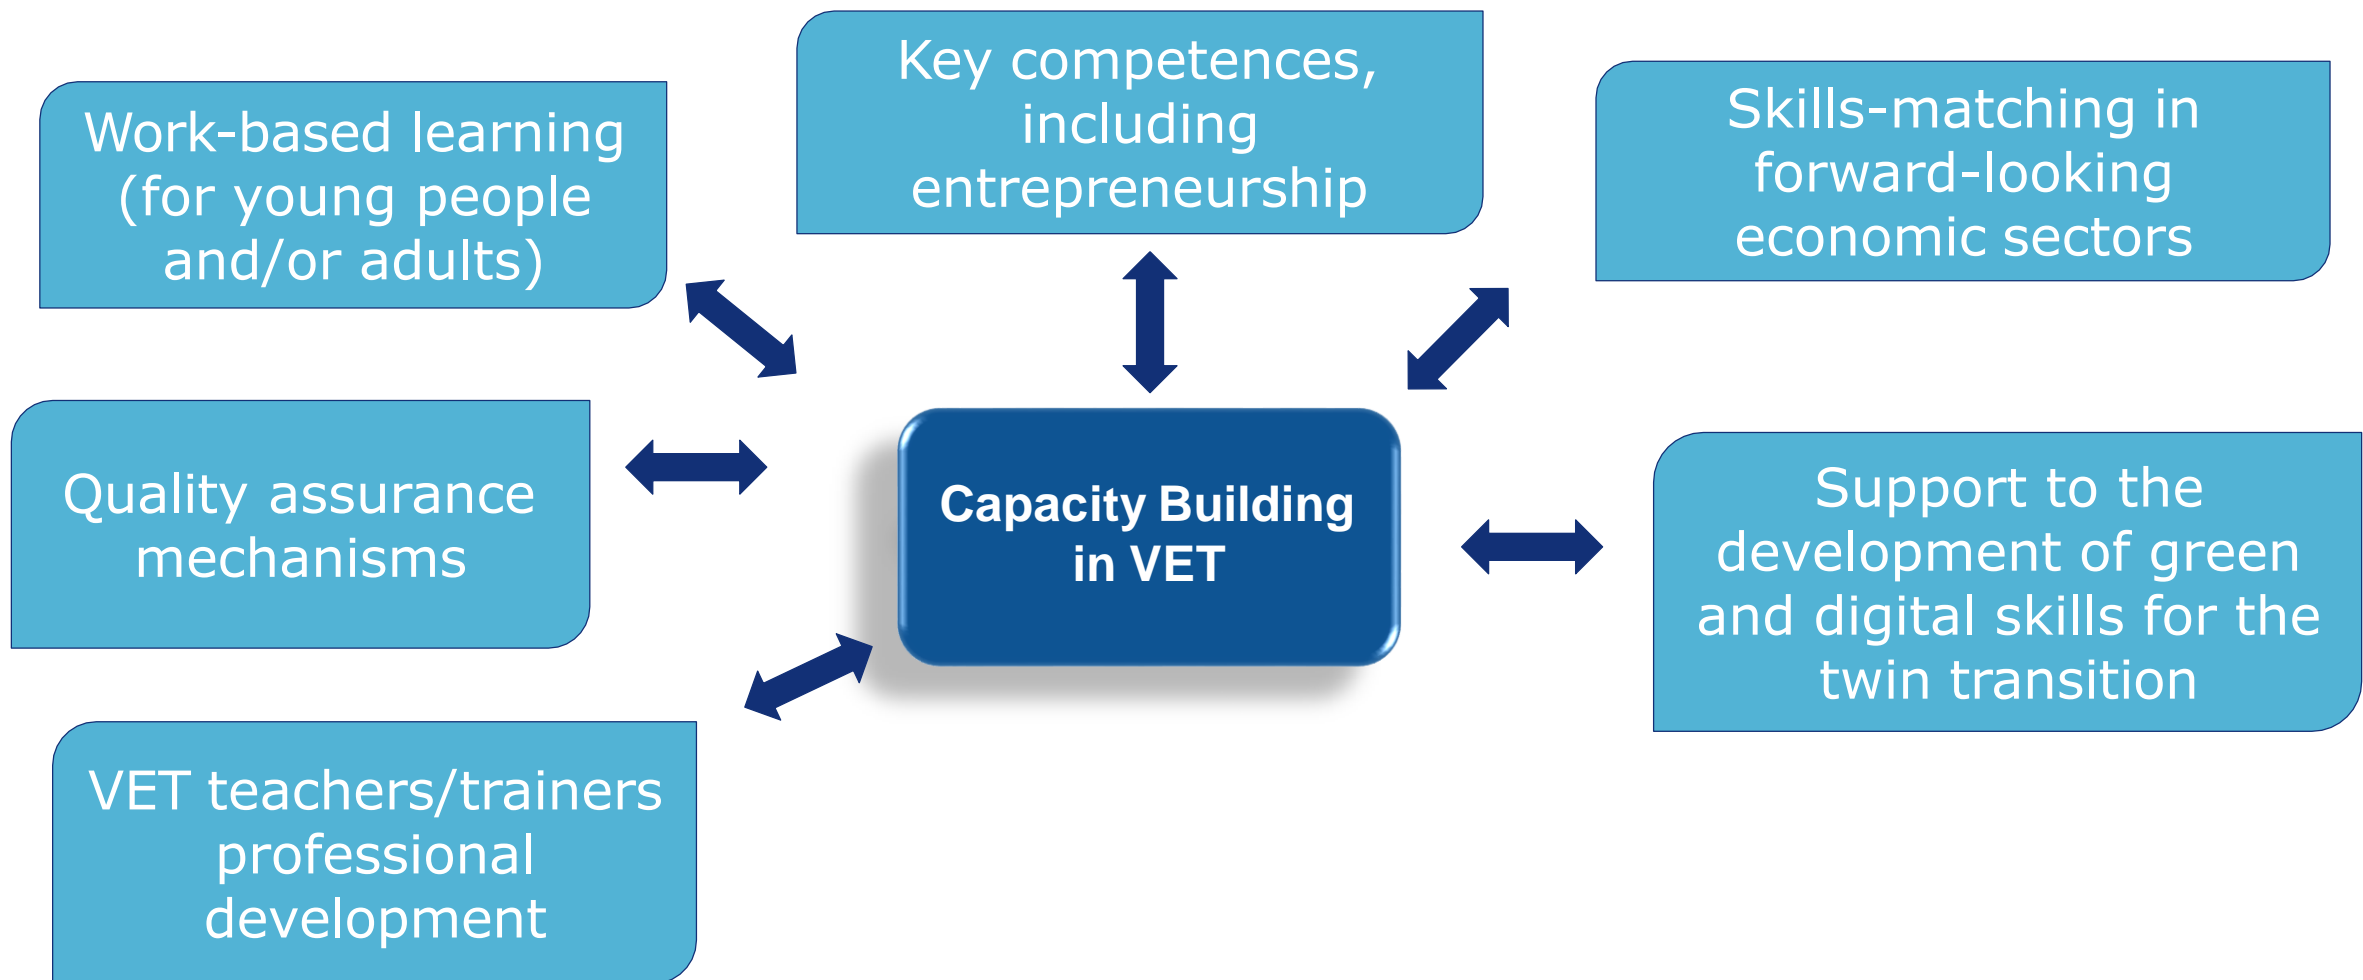 Work-based learning
(for young people
and/or adults)
Key competences,
including
entrepreneurship
Skills-matching in
forward-looking
economic sectors
Quality assurance
mechanisms
Capacity Building
in VET
Support to the
development of green
and digital skills for the
twin transition
VET teachers/trainers
professional
development